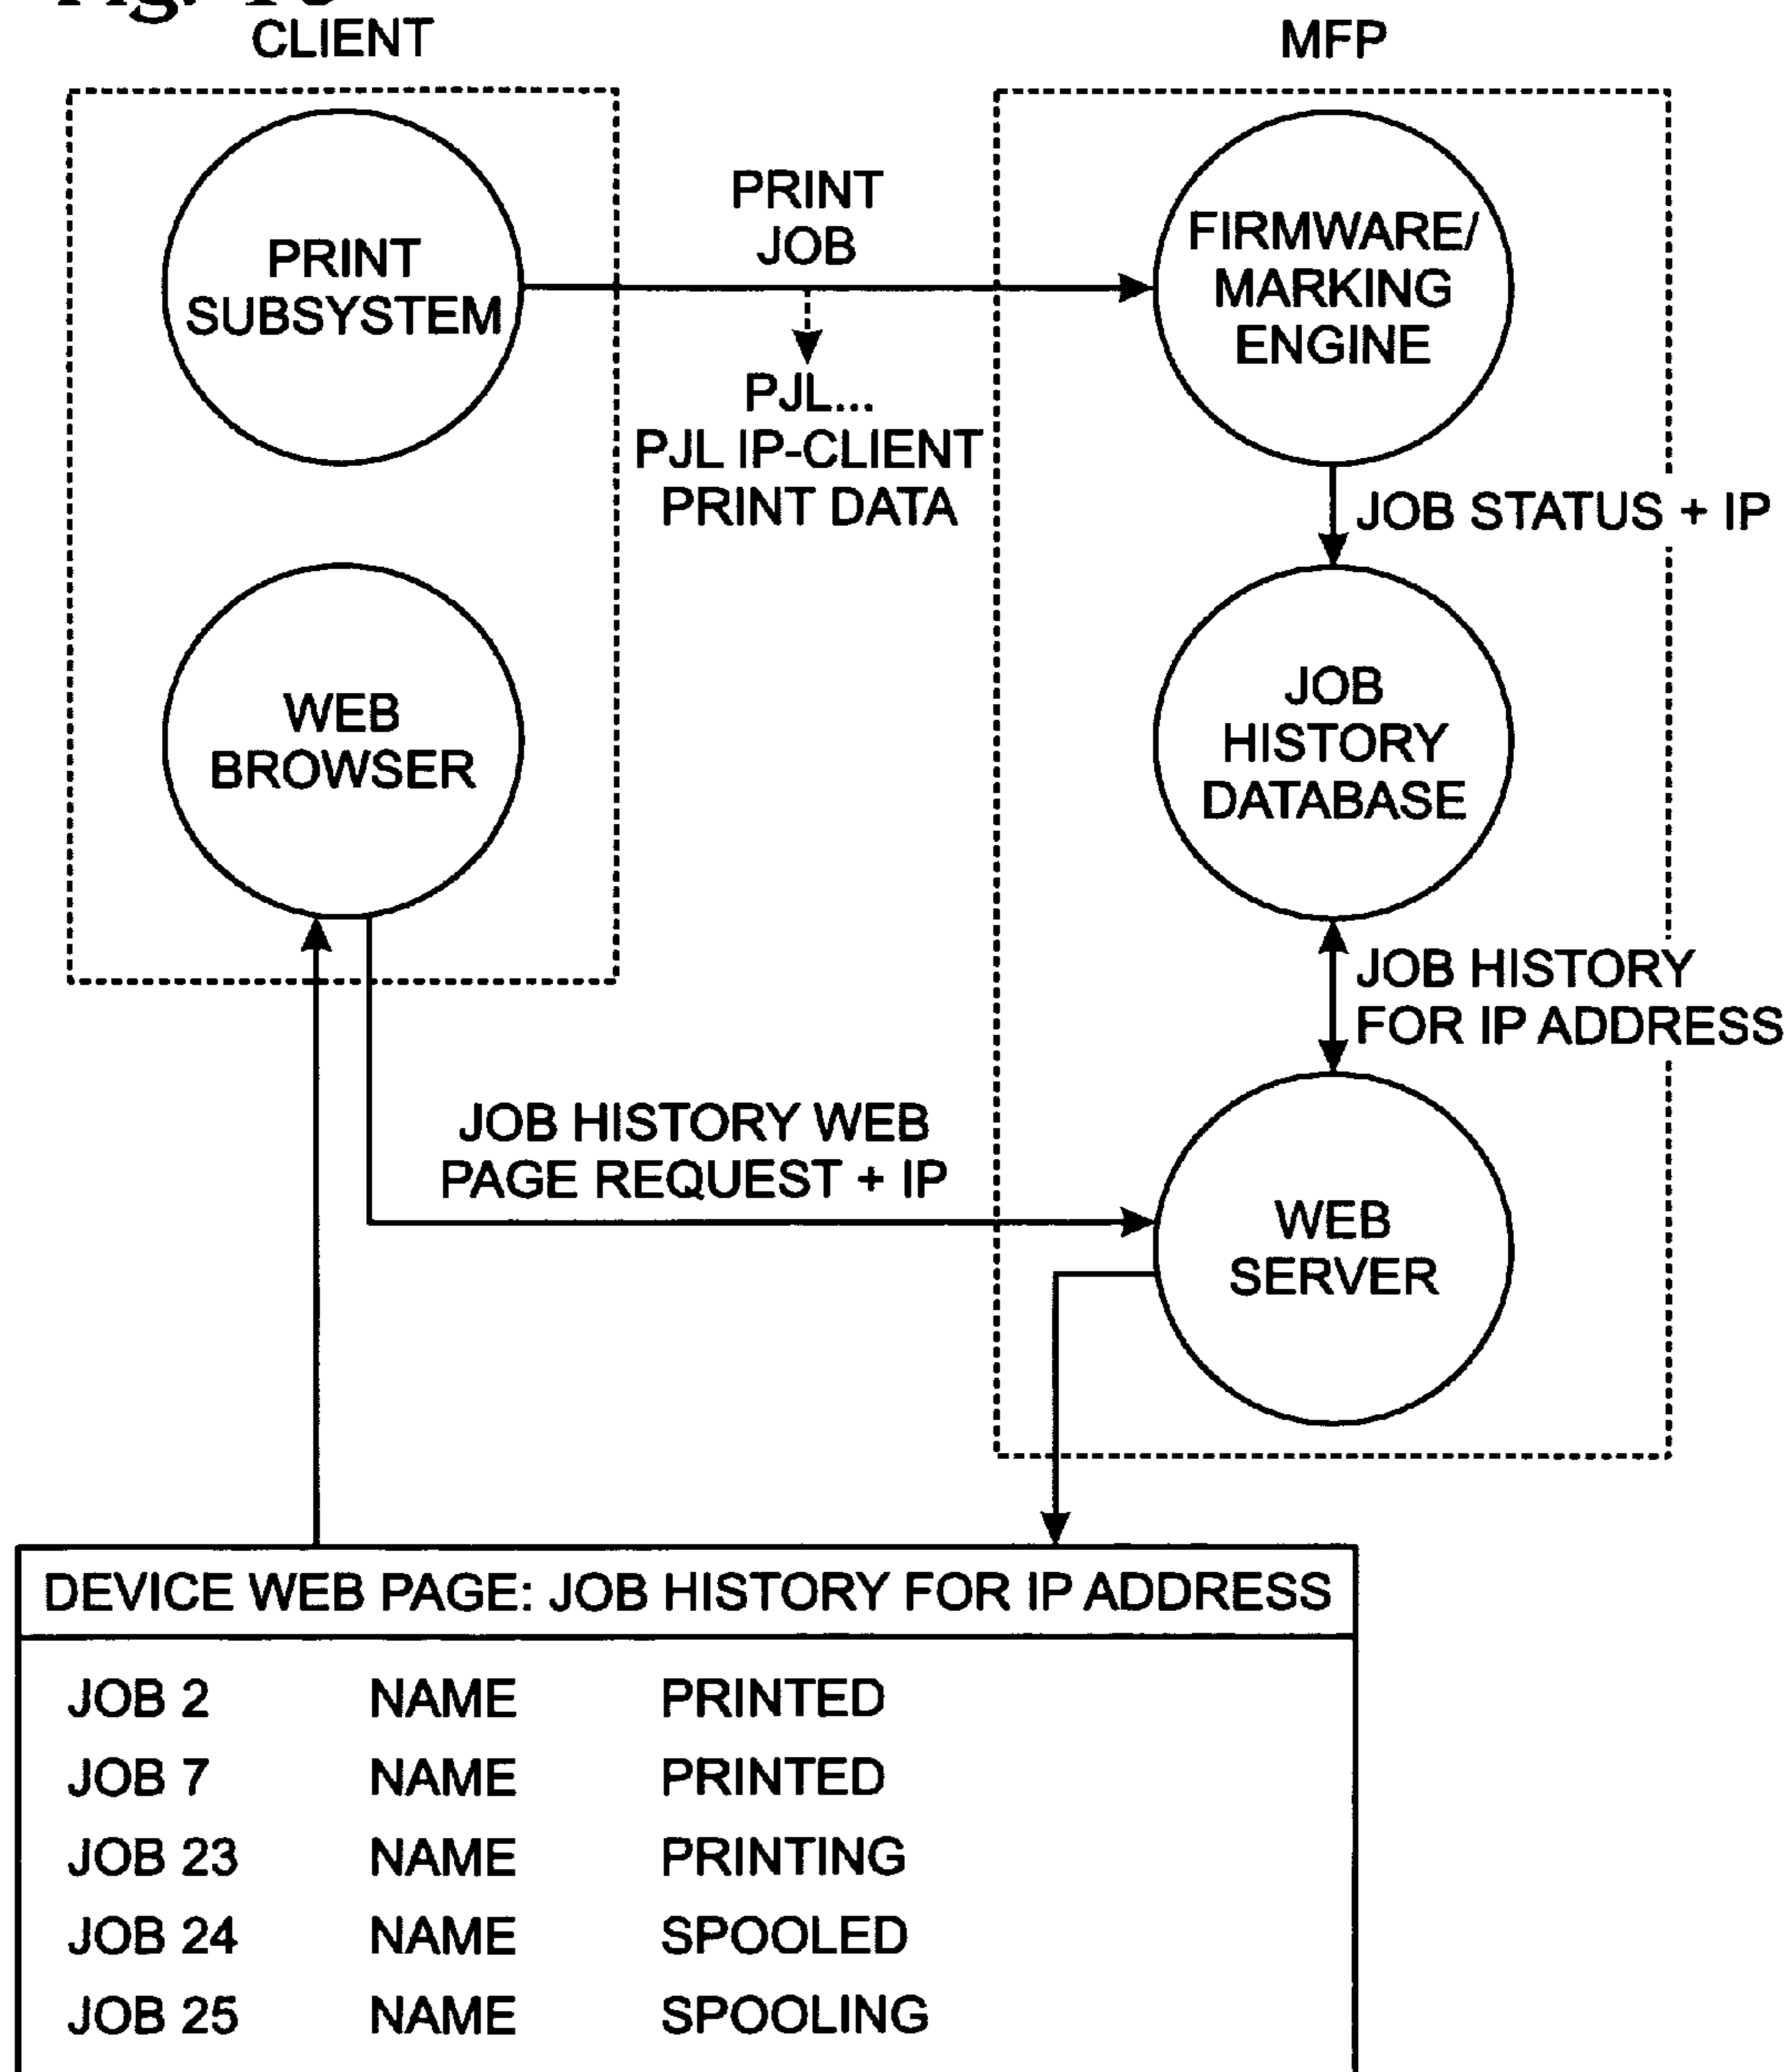 CLIENT
MFP
PRINT
SUBSYSTEM
PRINT
JOB
PJL...
PJL IP-CLIENT
PRINT DATA
FIRMWARE/
MARKING
ENGINE
JOB STATUS + IP
WEB
BROWSER
JOB
HISTORY
DATABASE
JOB HISTORY
FOR IP ADDRESS
JOB HISTORY WEB
PAGE REQUEST + IP
WEB
SERVER
DEVICE WEB PAGE: JOB HISTORY FOR IP ADDRESS
JOB 2 NAME PRINTED
JOB 7 NAME PRINTED
JOB 23 NAME PRINTING
JOB 24 NAME SPOOLED
JOB 25 NAME SPOOLING